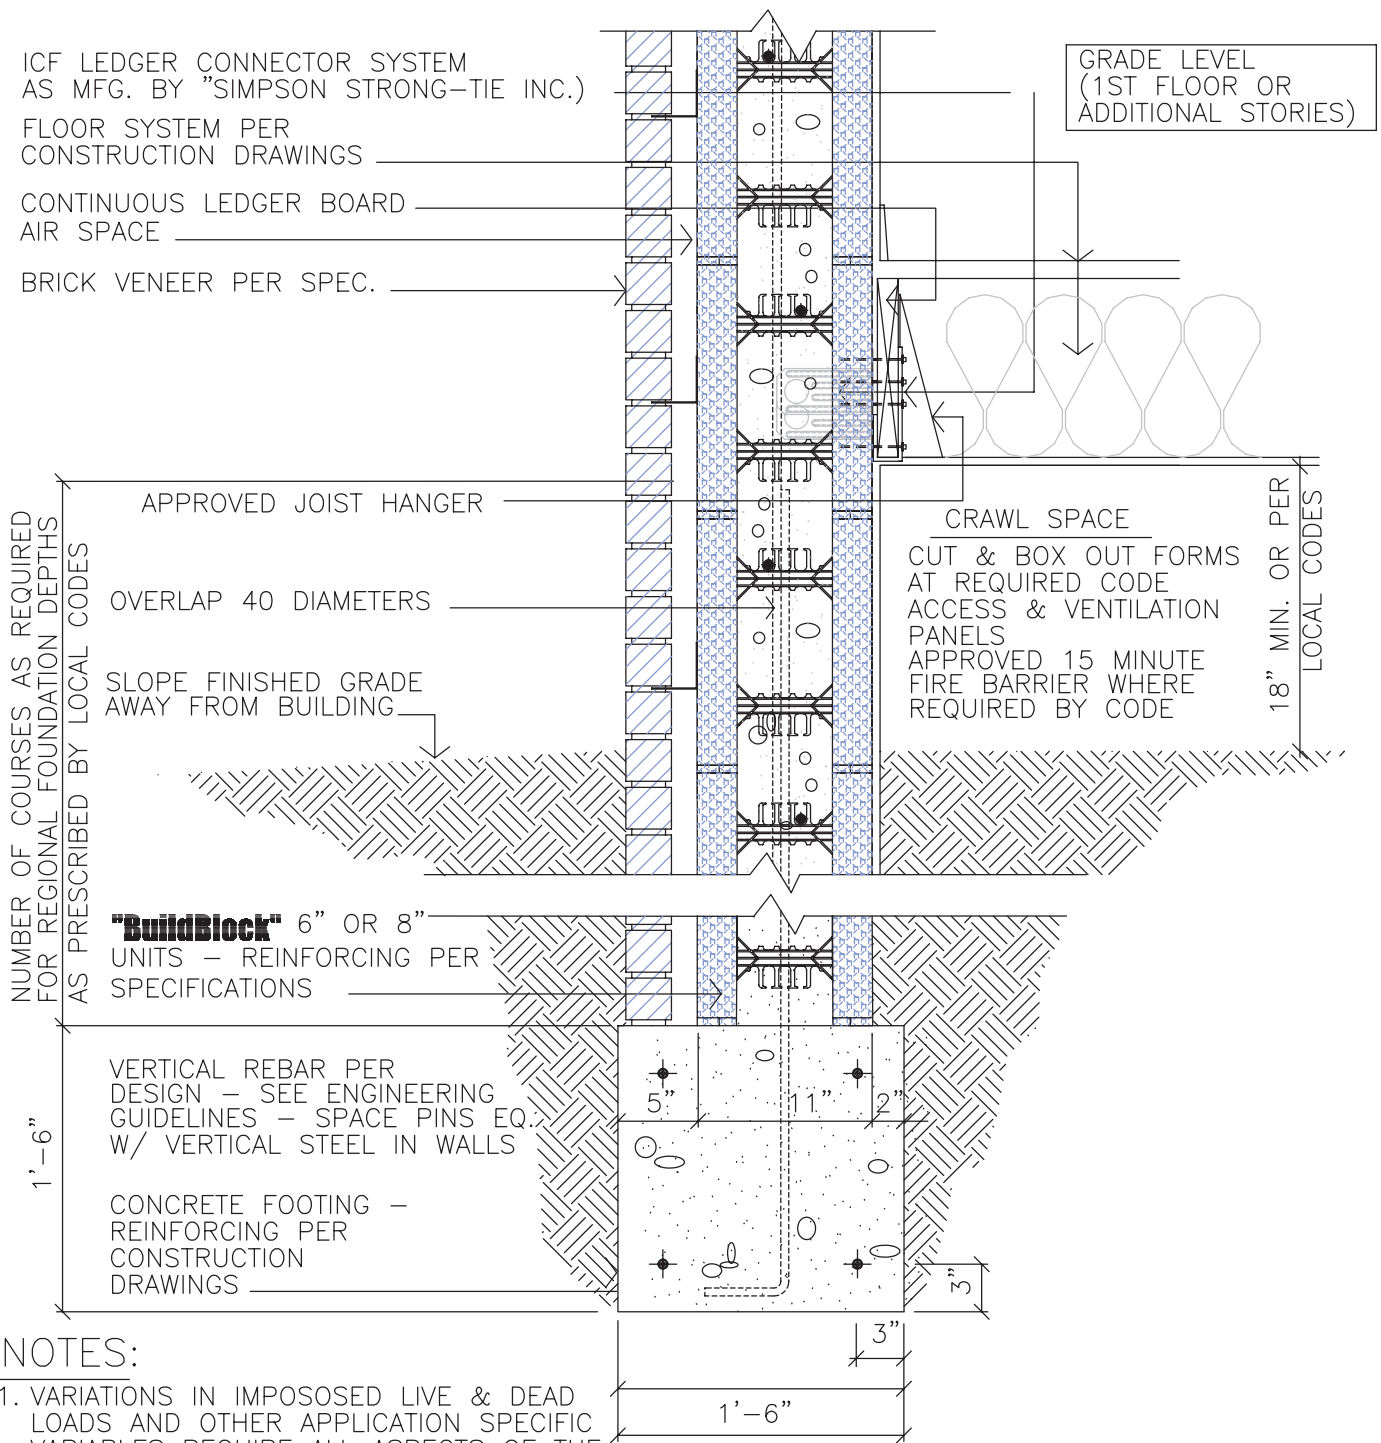 ICF LEDGER CONNECTOR SYSTEM
AS MFG. BY "SIMPSON STRONG-TIE INC.)
FLOOR SYSTEM PER
CONSTRUCTION DRAWINGS
CONTINUOUS LEDGER BOARD
AIR SPACE
BRICK VENEER PER SPEC.
GRADE LEVEL
(1ST FLOOR OR
ADDITIONAL STORIES)
APPROVED JOIST HANGER
OVERLAP 40 DIAMETERS
SLOPE FINISHED GRADE
AWAY FROM BUILDING
NUMBER OF COURSES AS REQUIRED
FOR REGIONAL FOUNDATION DEPTHS
AS PRESCRIBED BY LOCAL CODES
CRAWL SPACE
CUT & BOX OUT FORMS
AT REQUIRED CODE
ACCESS & VENTILATION
PANELS
APPROVED 15 MINUTE
FIRE BARRIER WHERE
REQUIRED BY CODE
18" MIN. OR PER
LOCAL CODES
"BuildBlock" 6" OR 8"
UNITS - REINFORCING PER
SPECIFICATIONS
VERTICAL REBAR PER
DESIGN - SEE ENGINEERING
GUIDELINES - SPACE PINS EQ.
W/ VERTICAL STEEL IN WALLS
CONCRETE FOOTING -
REINFORCING PER
CONSTRUCTION
DRAWINGS
1'-6"
5"
11"
2"
3"
3"
1'-6"
NOTES:
1. VARIATIONS IN IMPOSOSED LIVE & DEAD
LOADS AND OTHER APPLICATION SPECIFIC
VARIABLES REQUIRE ALL ASPECTS OF THE